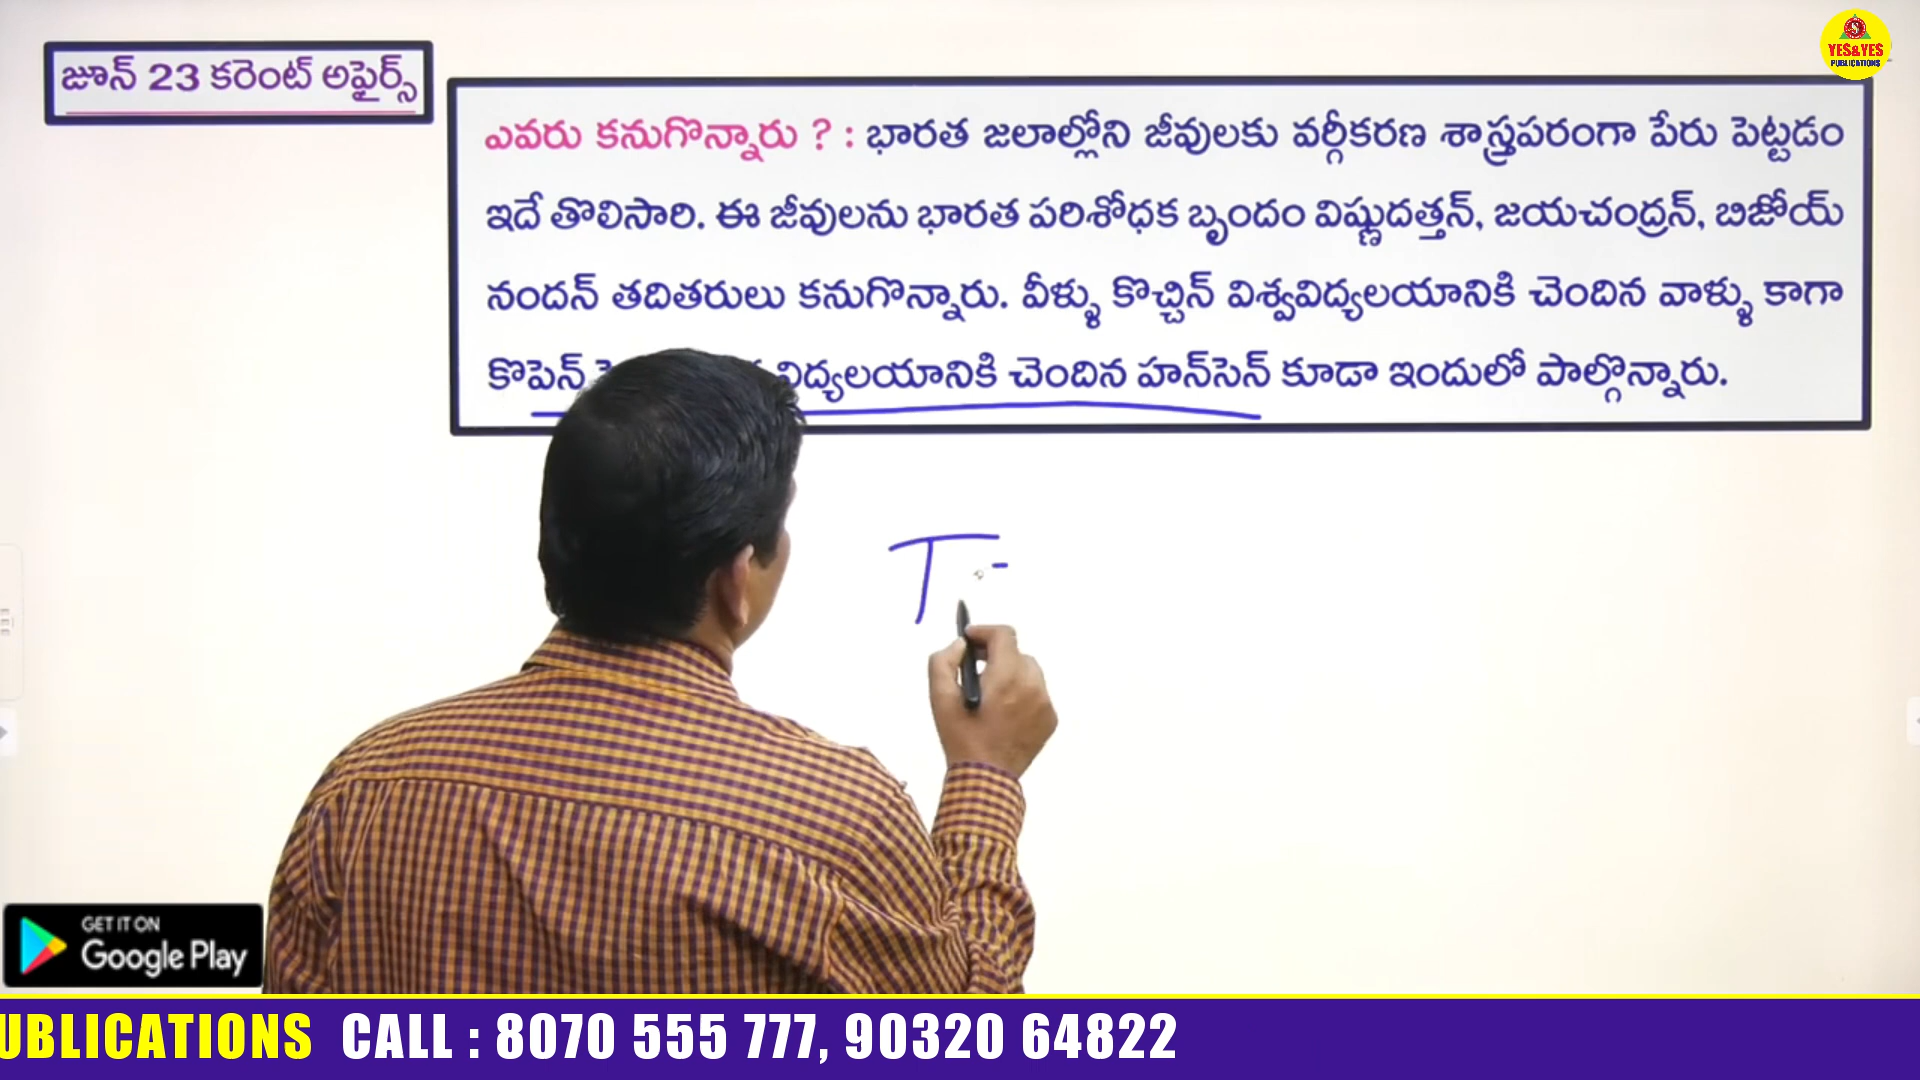 జూన్ 23 కరెంట్ అఫైర్స్
YES&YES
PUBLICATIONS
ఎవరు కనుగొన్నారు ? : భారత జలాల్లోని జీవులకు వర్గీకరణ శాస్త్రపరంగా పేరు పెట్టడం
ఇదే తొలిసారి. ఈ జీవులను భారత పరిశోధక బృందం విష్ణుదత్తన్, జయచంద్రన్, బిజోయ్
నందన్ తదితరులు కనుగొన్నారు. వీళ్ళు కొచ్చిన్ విశ్వవిద్యలయానికి చెందిన వాళ్ళు కాగా
కొపెన్ విద్యలయానికి చెందిన హన్‌సెన్ కూడా ఇందులో పాల్గొన్నారు.
T
GET IT ON
Google Play
UBLICATIONS CALL : 8070 555 777, 90320 64822